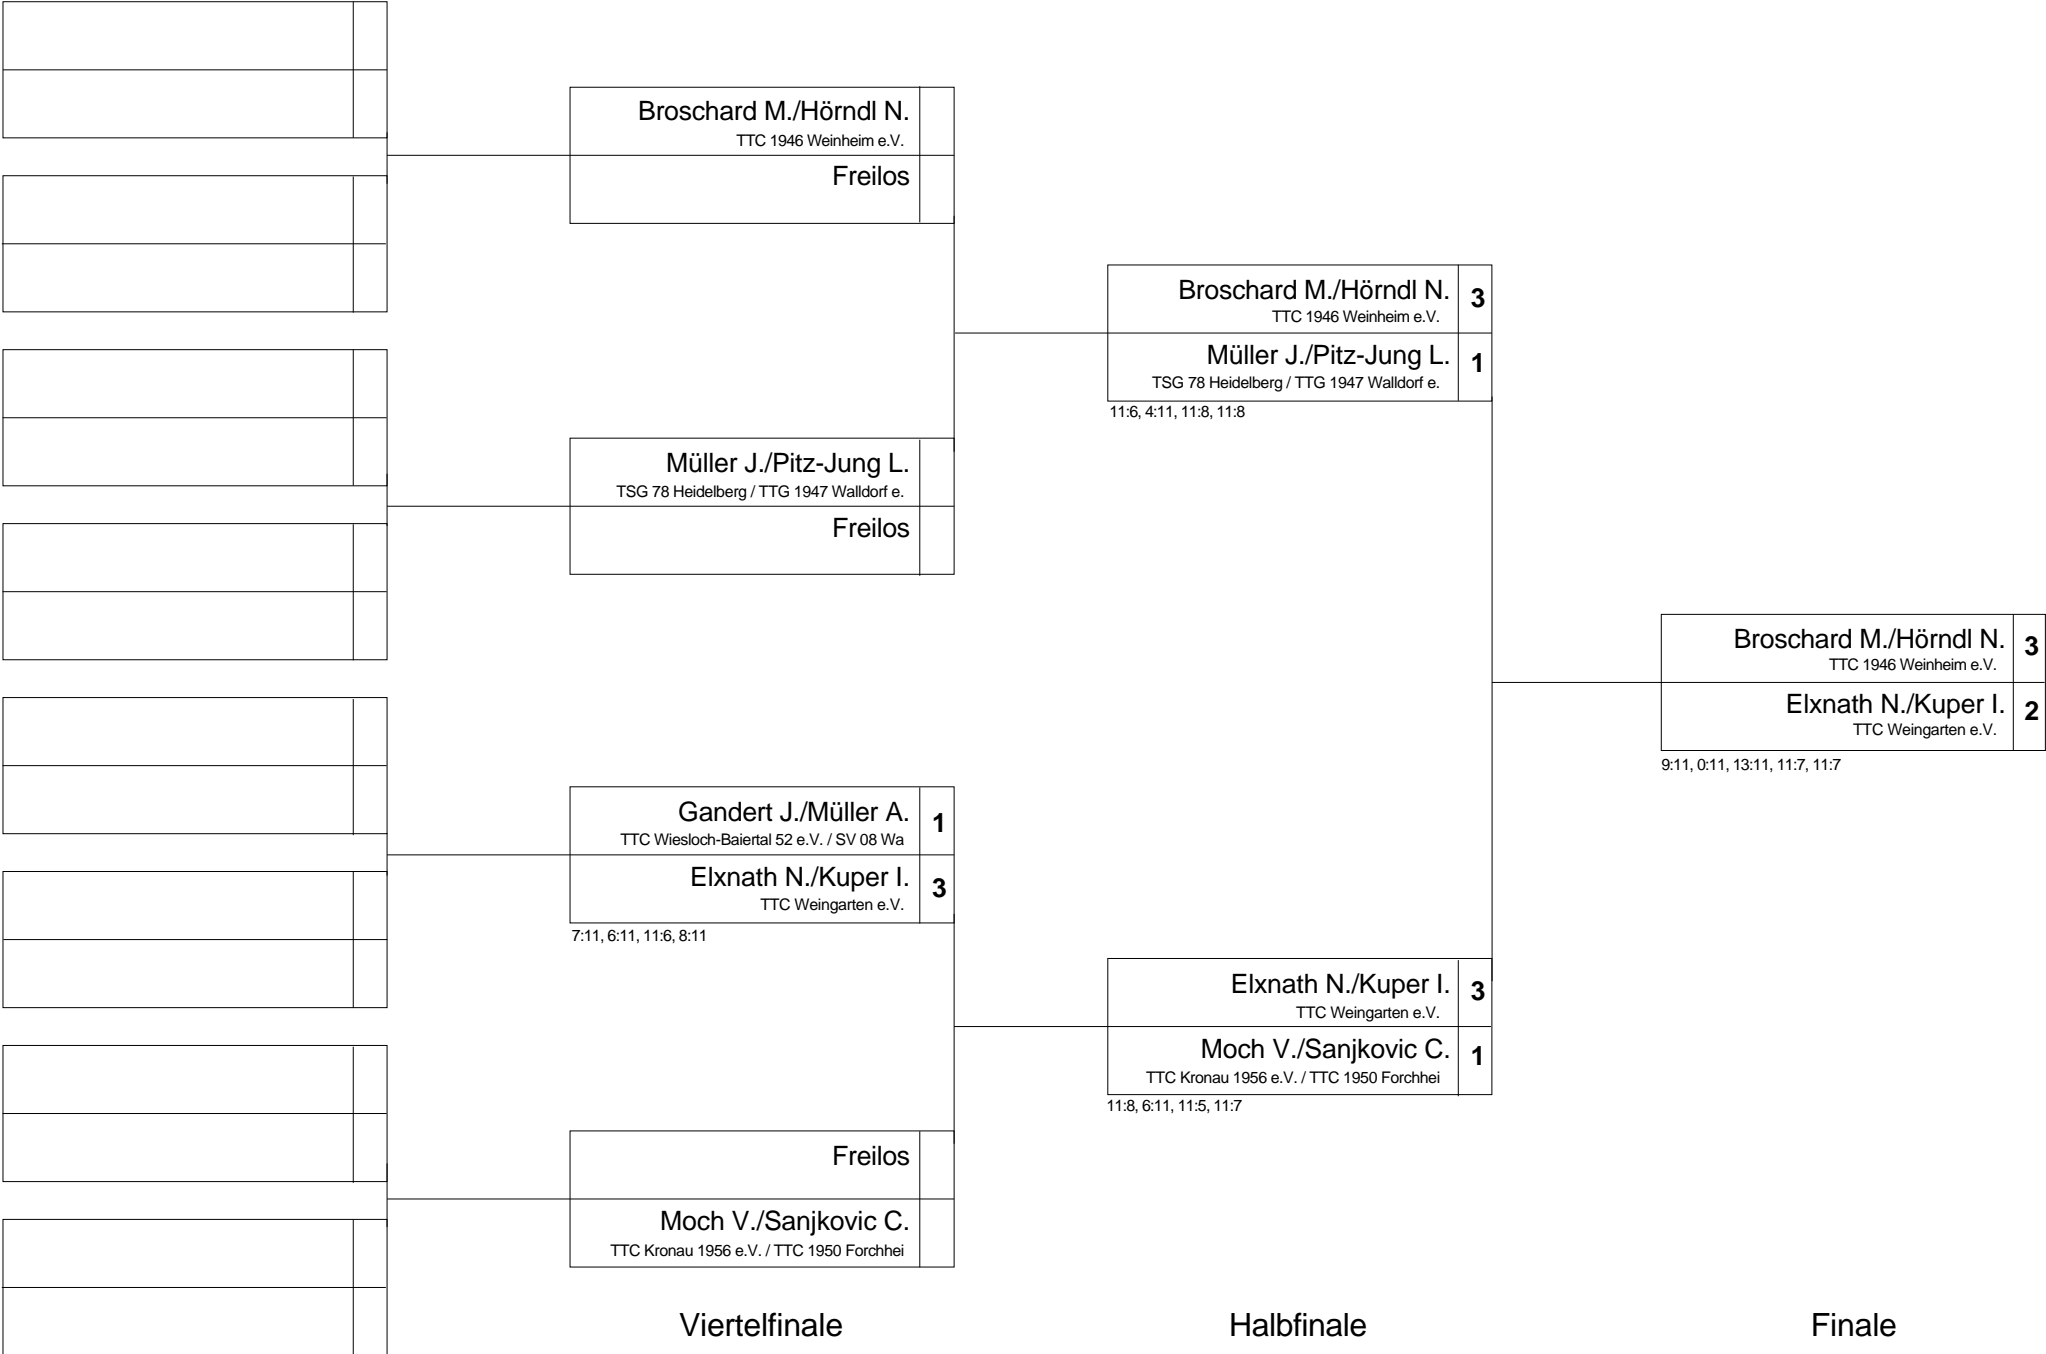 Broschard M./Hörndl N.
TTC 1946 Weinheim e.V.
Freilos
Müller J./Pitz-Jung L.
TSG 78 Heidelberg / TTG 1947 Walldorf e.
Freilos
Gandert J./Müller A. 1
TTC Wiesloch-Baiertal 52 e.V. / SV 08 Wa
Elxnath N./Kuper I. 3
TTC Weingarten e.V.
7:11, 6:11, 11:6, 8:11
Freilos
Moch V./Sanjkovic C.
TTC Kronau 1956 e.V. / TTC 1950 Forchhei
Viertelfinale
Broschard M./Hörndl N. 3
TTC 1946 Weinheim e.V.
Müller J./Pitz-Jung L. 1
TSG 78 Heidelberg / TTG 1947 Walldorf e.
11:6, 4:11, 11:8, 11:8
Elxnath N./Kuper I. 3
TTC Weingarten e.V.
Moch V./Sanjkovic C. 1
TTC Kronau 1956 e.V. / TTC 1950 Forchhei
11:8, 6:11, 11:5, 11:7
Halbfinale
Broschard M./Hörndl N. 3
TTC 1946 Weinheim e.V.
Elxnath N./Kuper I. 2
TTC Weingarten e.V.
9:11, 0:11, 13:11, 11:7, 11:7
Finale